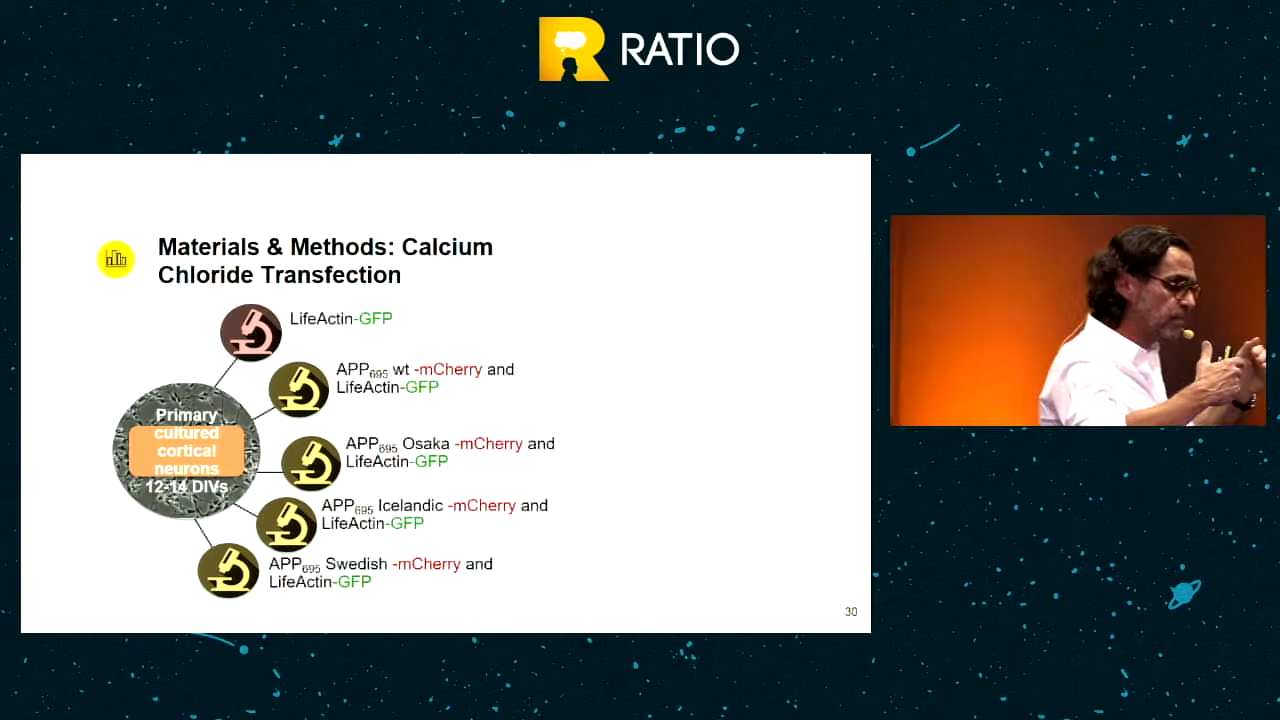 RATIO
Materials & Methods: Calcium
Chloride Transfection
LifeActin-GFP
APP695 wt -mCherry and
LifeActin-GFP
Primary
cultured
cortical
neurons
12-14 DIVs
APP695 Osaka -mCherry and
LifeActin-GFP
APP695 Icelandic -mCherry and
LifeActin-GFP
APP695 Swedish -mCherry and
LifeActin-GFP
30